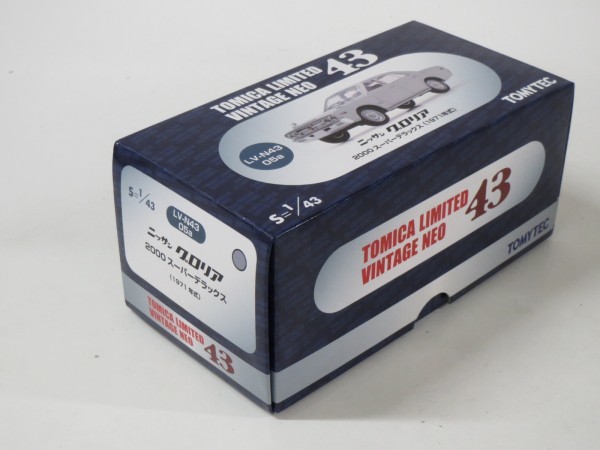 TOMICA LIMITED
VINTAGE NEO 43
LV-N43
05a
ニッサン グロリア
2000 スーパーデラックス (1971年式)
TOMYTEC
S=1/43
TOMICA LIMITED
VINTAGE NEO 43
TOMYTEC
S=1/43
LV-N43
05a
ニッサン グロリア
2000 スーパーデラックス
(1971年式)
TOMICA LIMITED
VINTAGE NEO 43